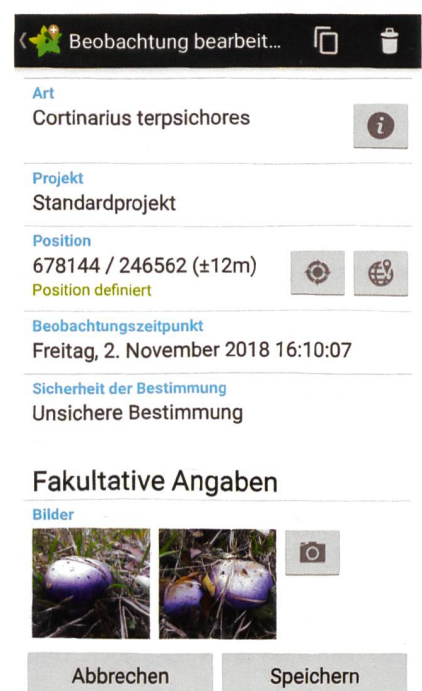 Beobachtung bearbeit...
Art
Cortinarius terpsichores
Projekt
Standardprojekt
Position
678144 / 246562 (±12m)
Position definiert
Beobachtungszeitpunkt
Freitag, 2. November 2018 16:10:07
Sicherheit der Bestimmung
Unsichere Bestimmung
Fakultative Angaben
Bilder
Abbrechen
Speichern